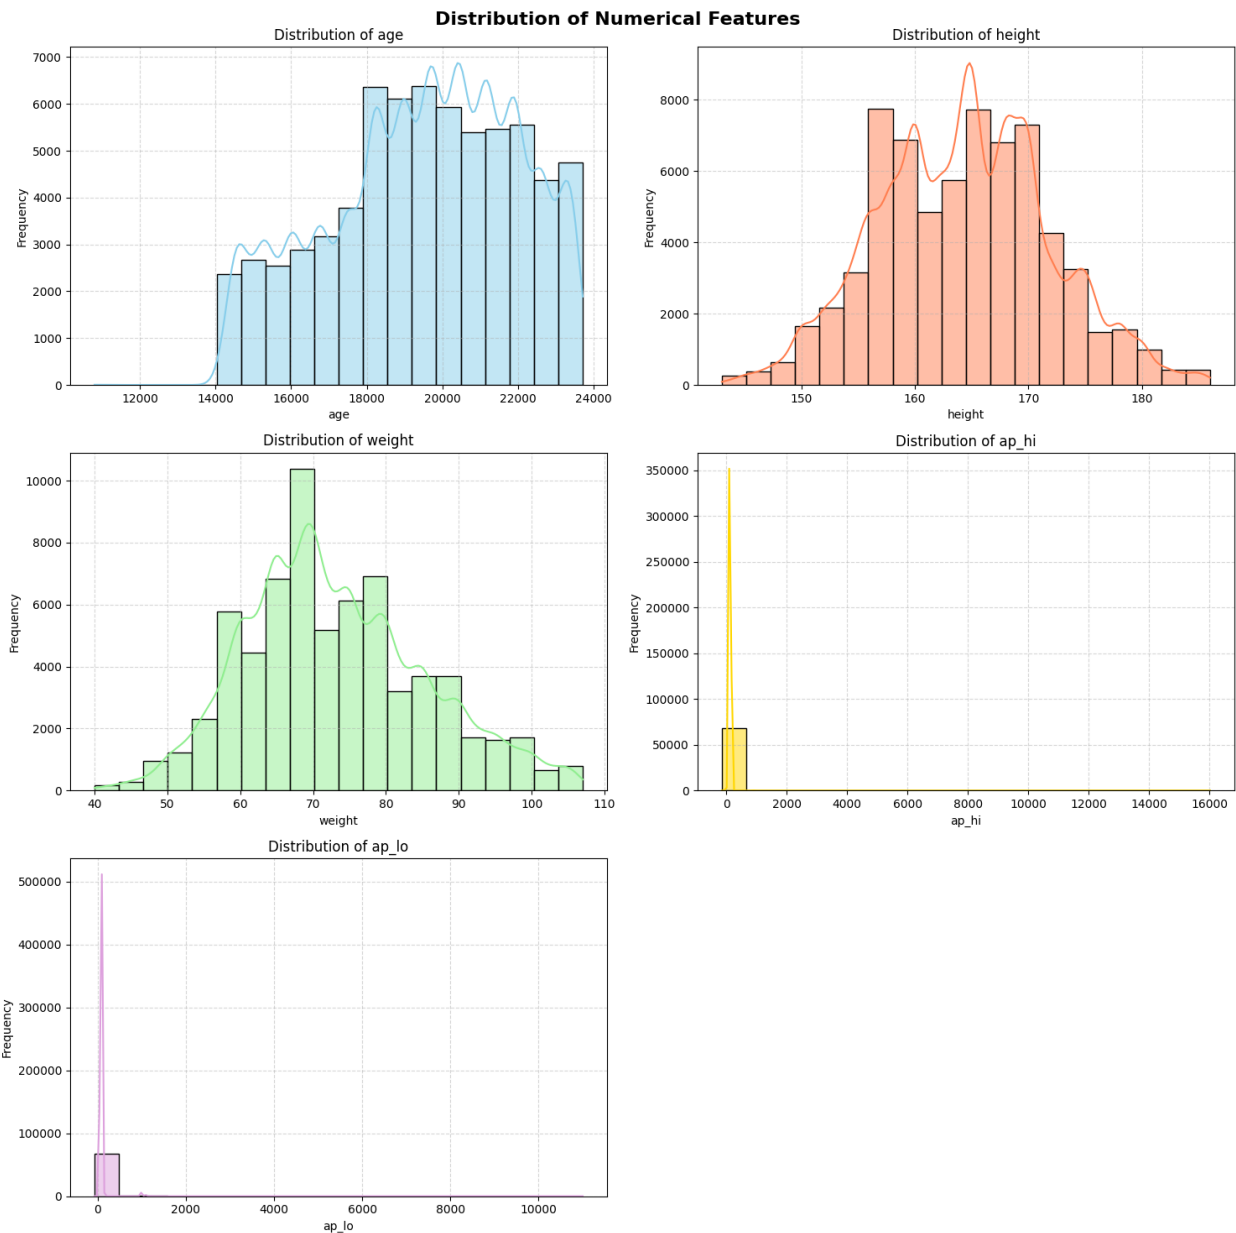 Distribution of Numerical Features
Distribution of age
7000
6000
5000
4000
3000
2000
1000
0
Frequency
12000 14000 16000 18000 20000 22000 24000
age
Distribution of height
8000
6000
4000
2000
0
Frequency
150 160 170 180
height
Distribution of weight
10000
8000
6000
4000
2000
0
Frequency
40 50 60 70 80 90 100 110
weight
Distribution of ap_hi
350000
300000
250000
200000
150000
100000
50000
0
Frequency
0 2000 4000 6000 8000 10000 12000 14000 16000
ap_hi
Distribution of ap_lo
500000
400000
300000
200000
100000
0
Frequency
0 2000 4000 6000 8000 10000
ap_lo